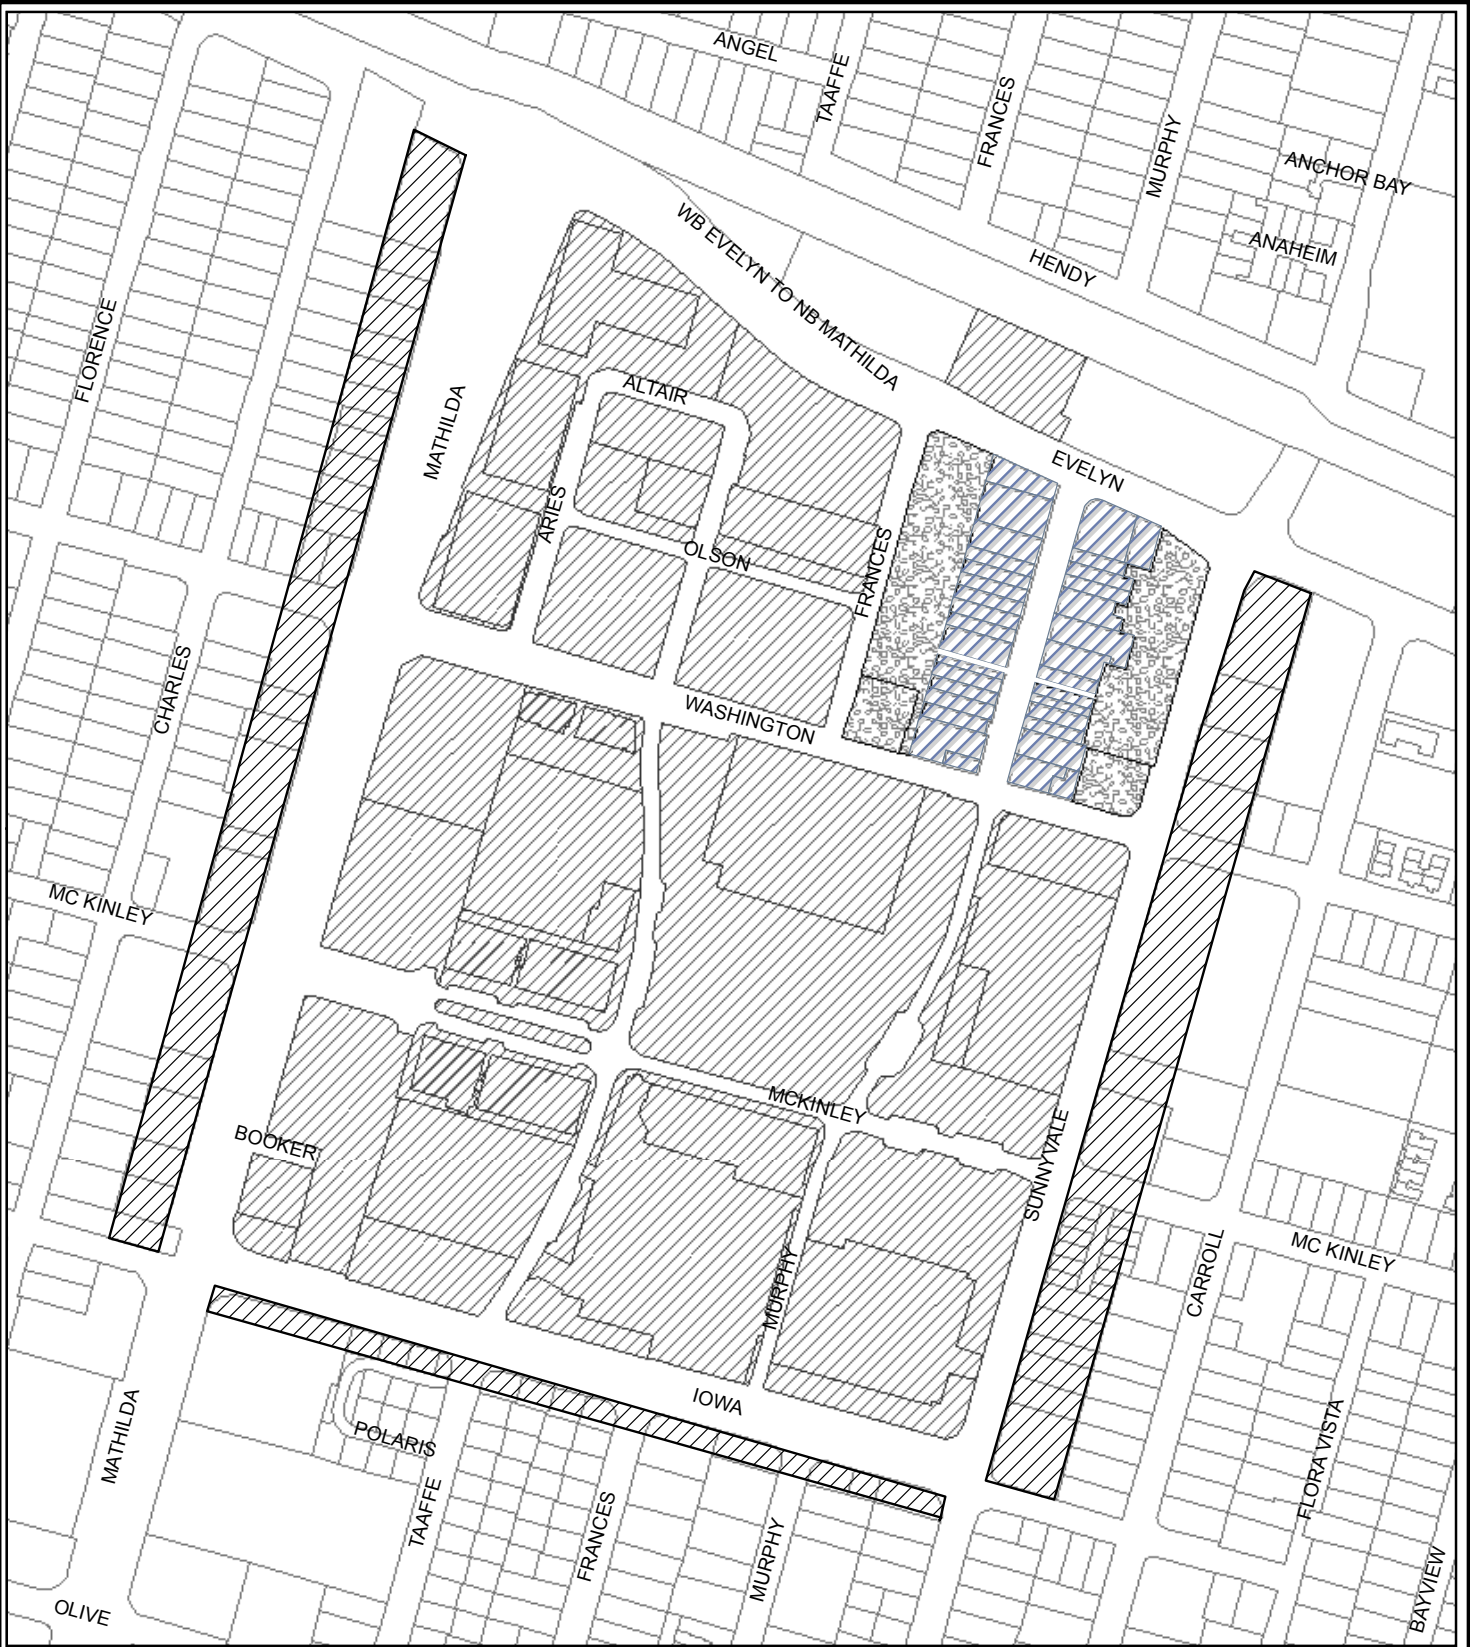 ANGEL
TAAFFE
FRANCES
MURPHY
ANCHOR BAY
ANAHEIM
HENDY
WB EVELYN TO NB MATHILDA
FLORENCE
MATHILDA
ALTAIR
EVELYN
ARIES
OLSON
FRANCES
CHARLES
WASHINGTON
MC KINLEY
MCKINLEY
BOOKER
SUNNYVALE
MURPHY
CARROLL
MC KINLEY
IOWA
MATHILDA
POLARIS
TAAFFE
FRANCES
MURPHY
FLORA VISTA
BAYVIEW
OLIVE